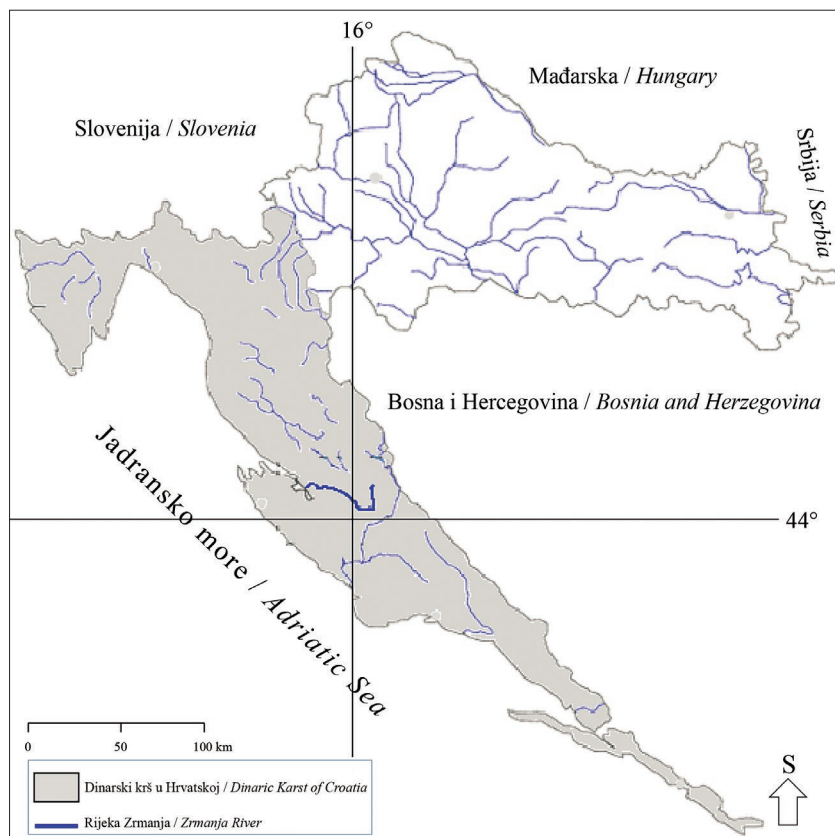 16°
Mađarska / Hungary
Slovenija / Slovenia
Srbija / Serbia
Bosna i Hercegovina / Bosnia and Herzegovina
Jadransko more / Adriatic Sea
44°
0 50 100 km
S
Dinarski krš u Hrvatskoj / Dinaric Karst of Croatia
Rijeka Zrmanja / Zrmanja River